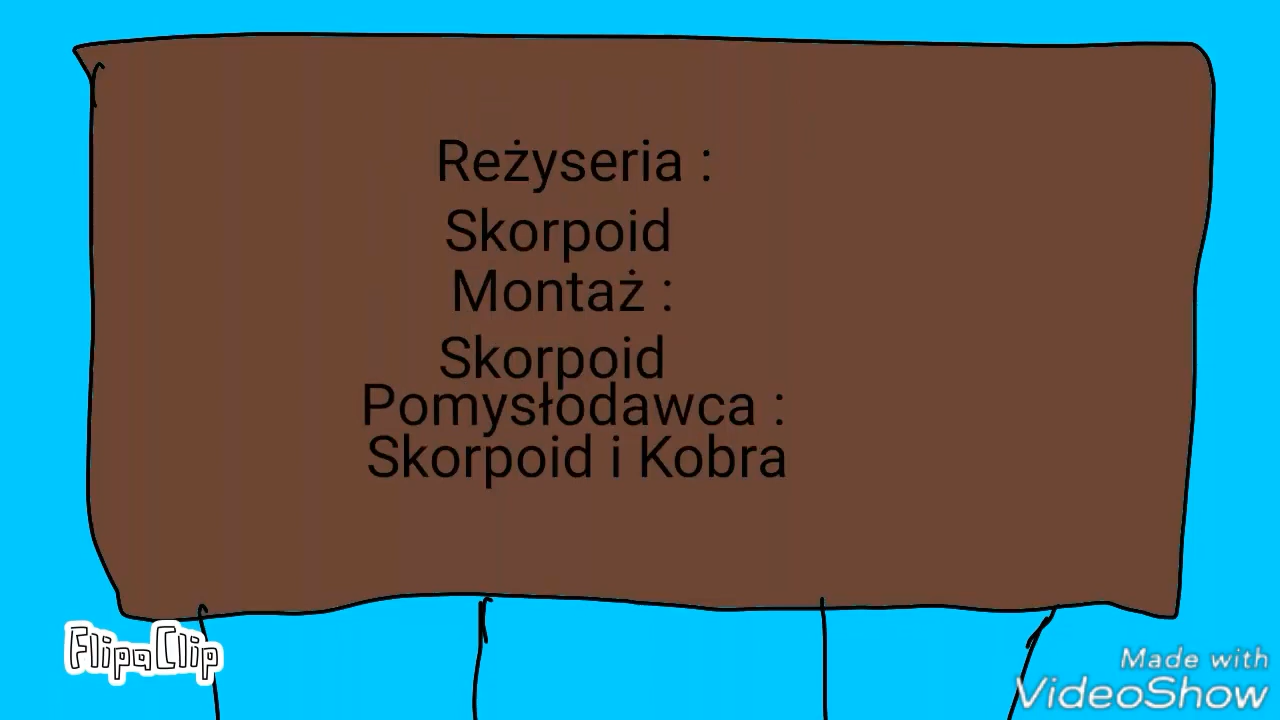 Reżyseria :
Skorpoid
Montaż :
Skorpoid
Pomysłodawca :
Skorpoid i Kobra
FlipaClip
Made with
VideoShow